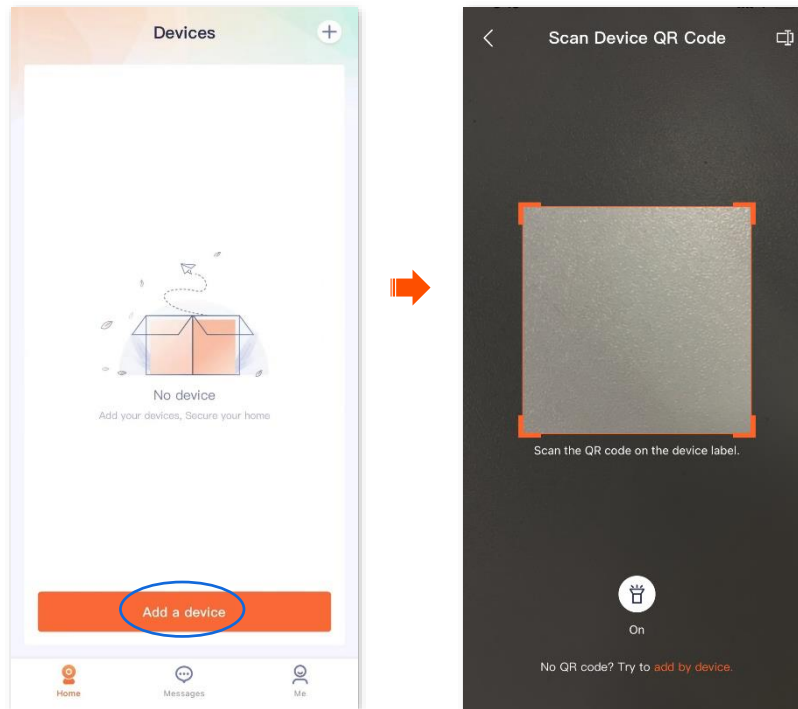 Devices
No device
Add your devices, Secure your home
Add a device
Home
Messages
Me
Scan Device QR Code
Scan the QR code on the device label.
On
No QR code? Try to add by device.